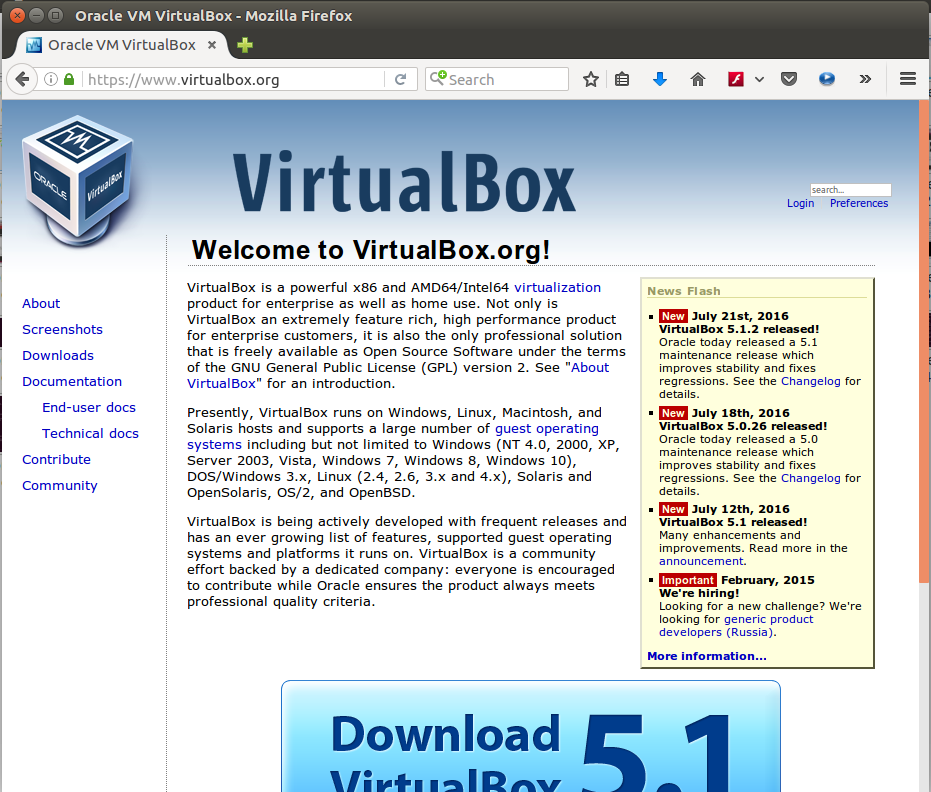 Oracle VM VirtualBox - Mozilla Firefox
Oracle VM VirtualBox
https://www.virtualbox.org
Search
VM
ORACLE
VirtualBox
VirtualBox
search...
Login Preferences
Welcome to VirtualBox.org!
About
Screenshots
Downloads
Documentation
End-user docs
Technical docs
Contribute
Community
VirtualBox is a powerful x86 and AMD64/Intel64 virtualization
product for enterprise as well as home use. Not only is
VirtualBox an extremely feature rich, high performance product
for enterprise customers, it is also the only professional solution
that is freely available as Open Source Software under the terms
of the GNU General Public License (GPL) version 2. See "About
VirtualBox" for an introduction.
Presently, VirtualBox runs on Windows, Linux, Macintosh, and
Solaris hosts and supports a large number of guest operating
systems including but not limited to Windows (NT 4.0, 2000, XP,
Server 2003, Vista, Windows 7, Windows 8, Windows 10),
DOS/Windows 3.x, Linux (2.4, 2.6, 3.x and 4.x), Solaris and
OpenSolaris, OS/2, and OpenBSD.
VirtualBox is being actively developed with frequent releases and
has an ever growing list of features, supported guest operating
systems and platforms it runs on. VirtualBox is a community
effort backed by a dedicated company: everyone is encouraged
to contribute while Oracle ensures the product always meets
professional quality criteria.
News Flash
New July 21st, 2016
VirtualBox 5.1.2 released!
Oracle today released a 5.1
maintenance release which
improves stability and fixes
regressions. See the Changelog for
details.
New July 18th, 2016
VirtualBox 5.0.26 released!
Oracle today released a 5.0
maintenance release which
improves stability and fixes
regressions. See the Changelog for
details.
New July 12th, 2016
VirtualBox 5.1 released!
Many enhancements and
improvements. Read more in the
announcement.
Important February, 2015
We're hiring!
Looking for a new challenge? We're
looking for generic product
developers (Russia).
More information...
Download
VirtualBox 5.1